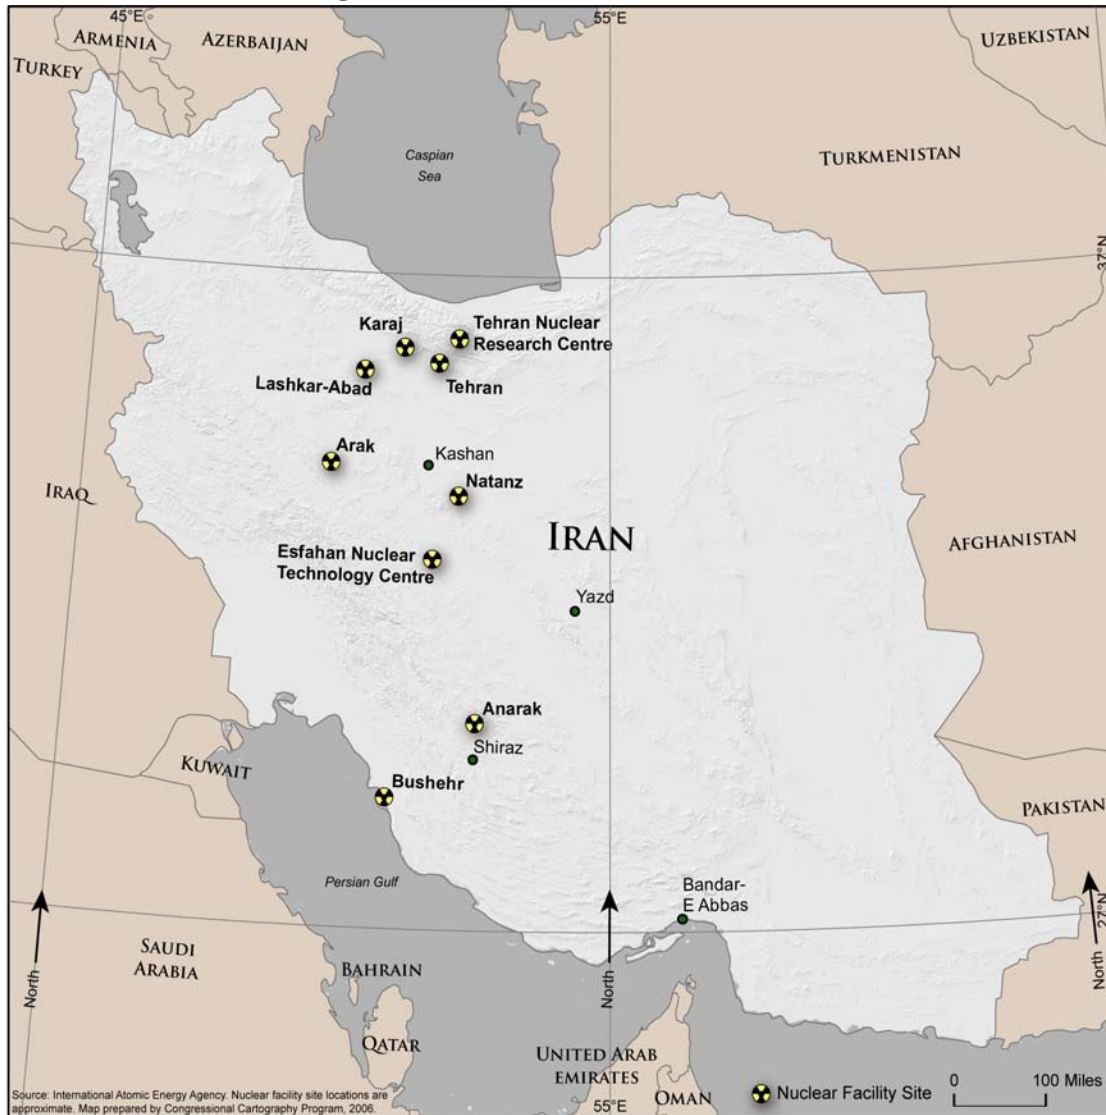 45°E
55°E
ARMENIA
AZERBAIJAN
UZBEKISTAN
TURKEY
Caspian
Sea
TURKMENISTAN
37°N
Karaj
Tehran Nuclear
Research Centre
Lashkar-Abad
Tehran
Arak
Kashan
IRAQ
Natanz
IRAN
AFGHANISTAN
Esfahan Nuclear
Technology Centre
Yazd
Anarak
Shiraz
KUWAIT
Bushehr
PAKISTAN
Persian Gulf
Bandar-
E Abbas
27°N
SAUDI
ARABIA
BAHRAIN
North
North
North
QATAR
UNITED ARAB
EMIRATES
OMAN
Nuclear Facility Site
0 100 Miles
Source: International Atomic Energy Agency. Nuclear facility site locations are
approximate. Map prepared by Congressional Cartography Program, 2006.
55°E